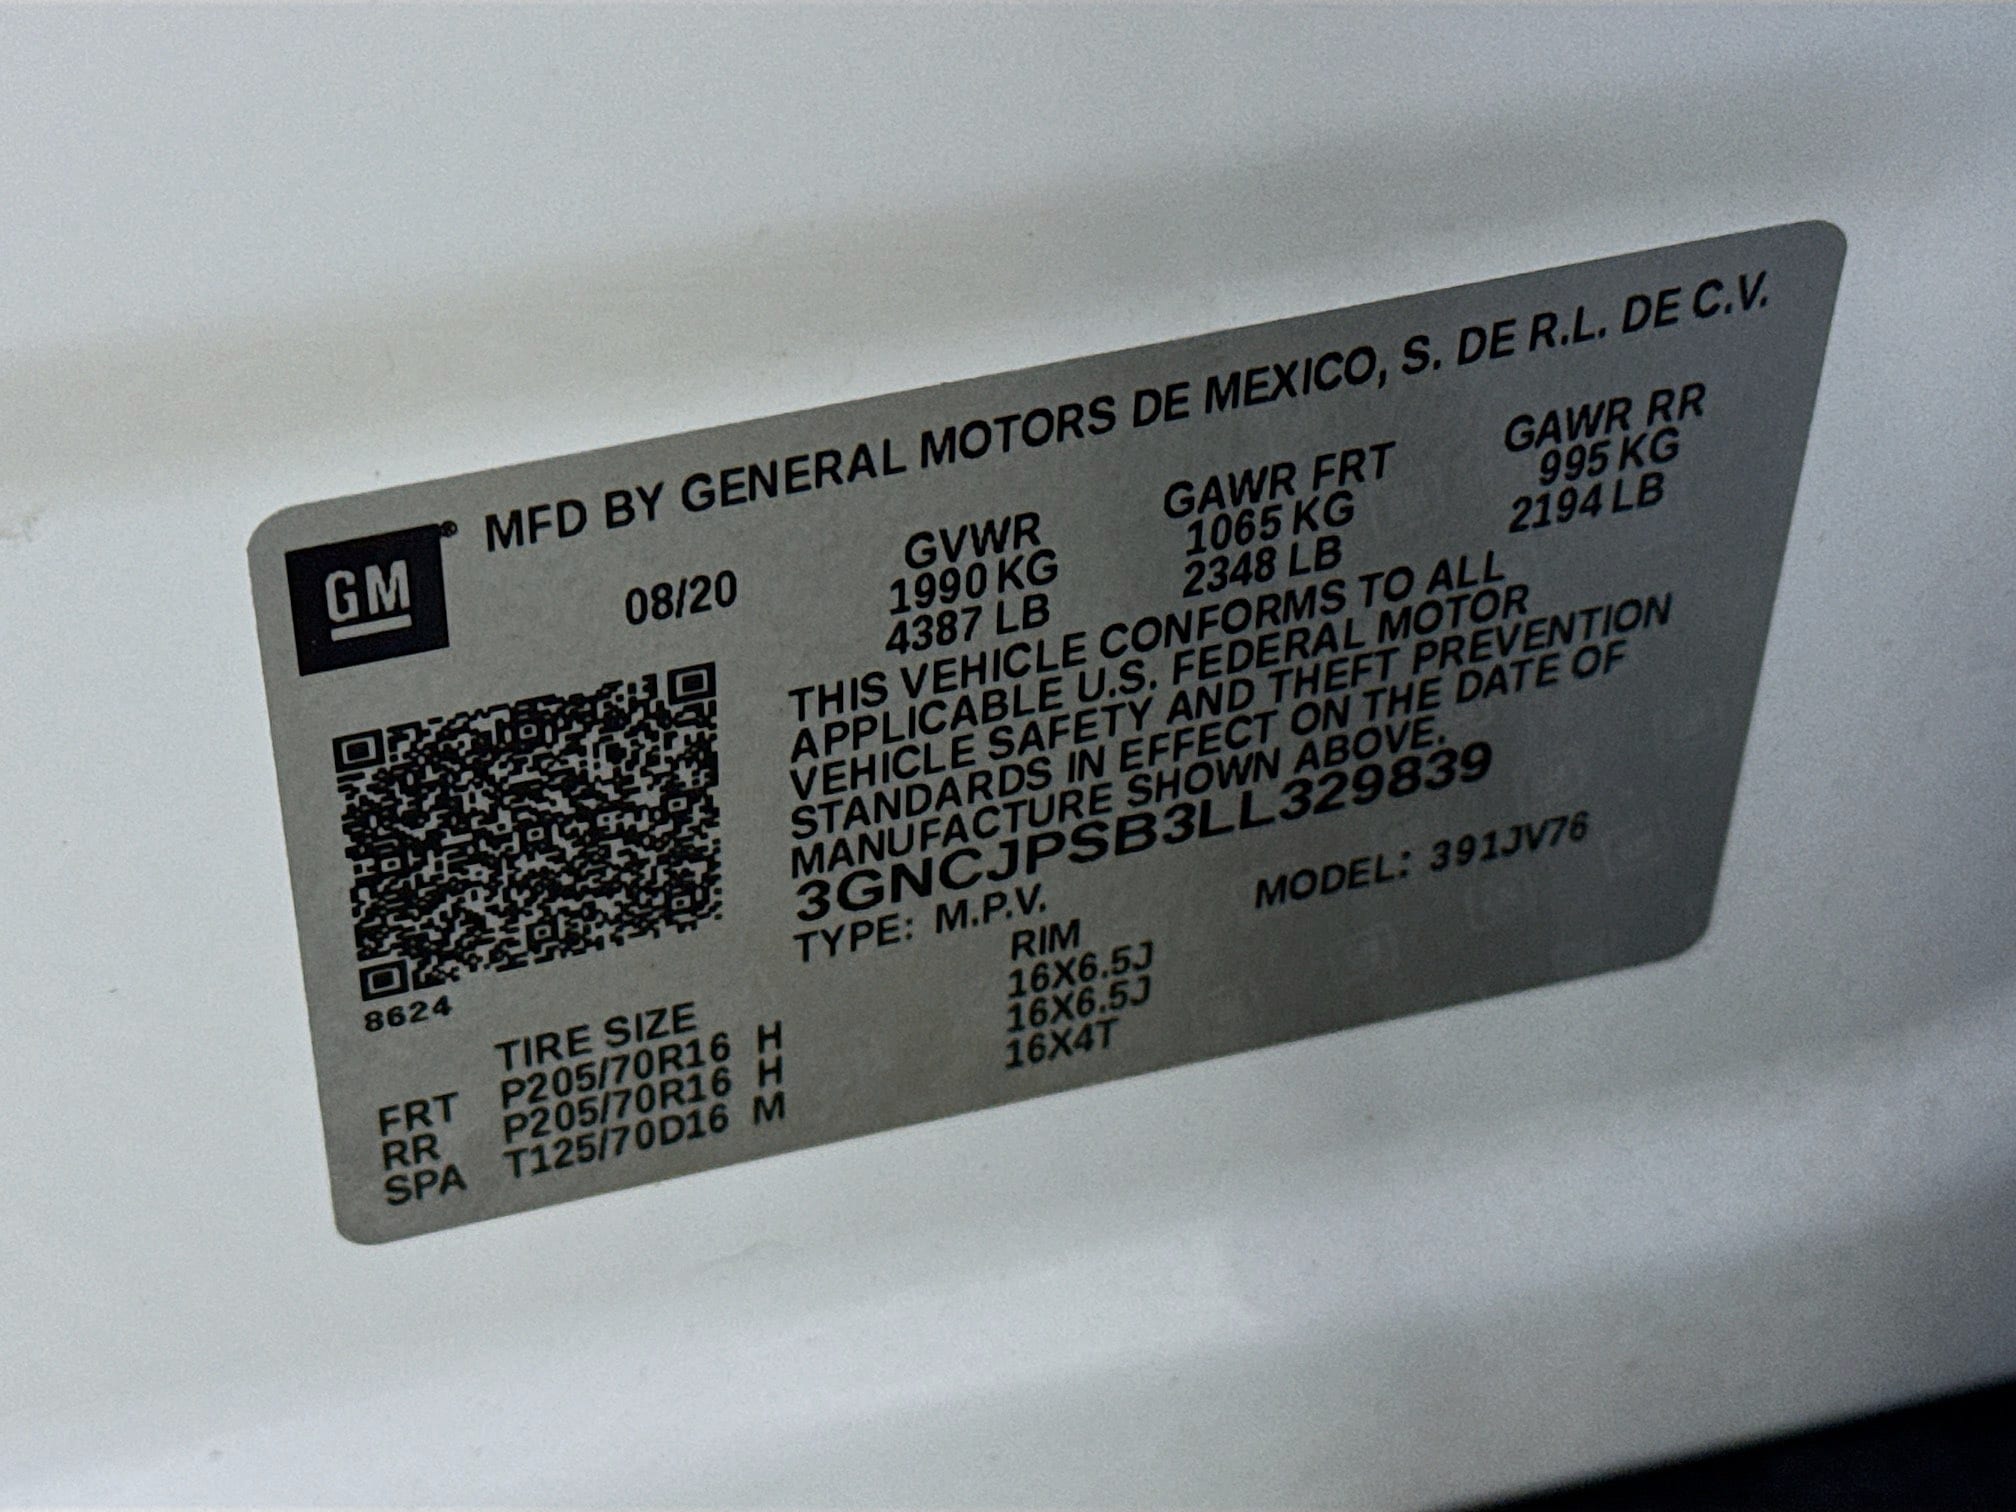 GM® MFD BY GENERAL MOTORS DE MEXICO, S. DE R.L. DE C.V.
08/20 GVWR GAWR FRT GAWR RR
1990 KG 1065 KG 995 KG
4387 LB 2348 LB 2194 LB
THIS VEHICLE CONFORMS TO ALL
APPLICABLE U.S. FEDERAL MOTOR
VEHICLE SAFETY AND THEFT PREVENTION
STANDARDS IN EFFECT ON THE DATE OF
MANUFACTURE SHOWN ABOVE.
3GNCJPSB3LL329839
TYPE: M.P.V. MODEL: 391JV76
8624
TIRE SIZE RIM
FRT P205/70R16 H 16X6.5J
RR P205/70R16 H 16X6.5J
SPA T125/70D16 M 16X4T